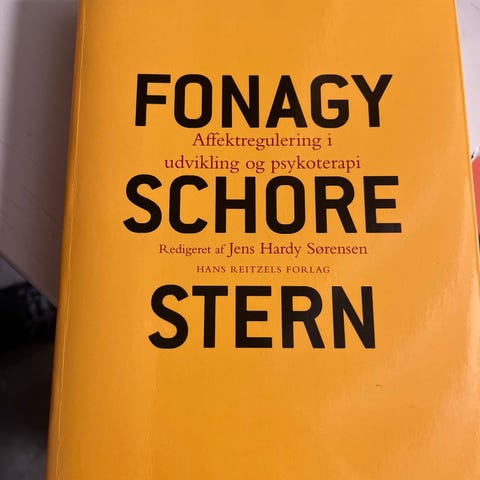 FONAGY
Affektregulering i
udvikling og psykoterapi
SCHORE
Redigeret af Jens Hardy Sørensen
HANS REITZELS FORLAG
STERN